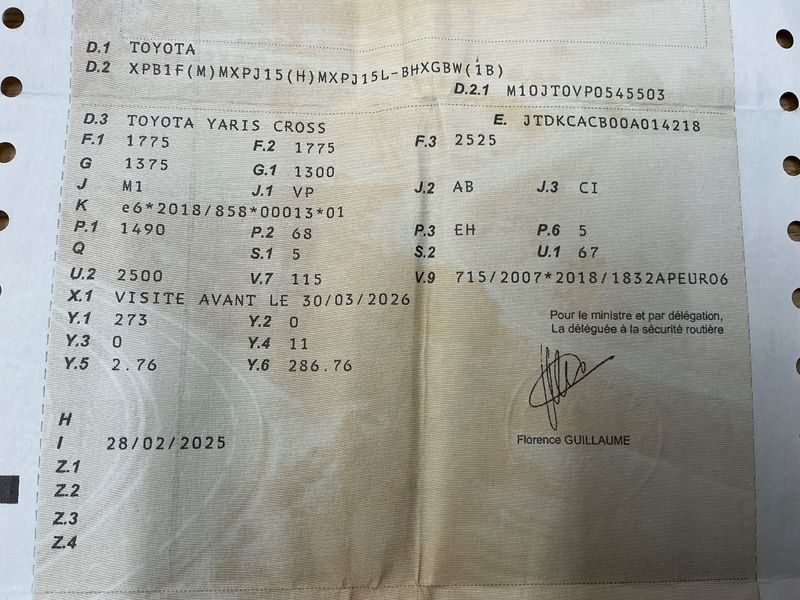 D.1 TOYOTA
D.2 XPB1F(M)MXPJ15(H)MXPJ15L-BHXGBW(1B)
D.2.1 M10JT0VP0545503
D.3 TOYOTA YARIS CROSS E. JTDKCACB00A014218
F.1 1775 F.2 1775 F.3 2525
G 1375 G.1 1300
J M1 J.1 VP J.2 AB J.3 CI
K e6*2018/858*00013*01
P.1 1490 P.2 68 P.3 EH P.6 5
Q S.1 5 S.2 U.1 67
U.2 2500 V.7 115 V.9 715/2007*2018/1832APEURO6
X.1 VISITE AVANT LE 30/03/2026
Y.1 273 Y.2 0
Y.3 0 Y.4 11
Y.5 2.76 Y.6 286.76
Pour le ministre et par délégation,
La déléguée à la sécurité routière
Florence GUILLAUME
H
I 28/02/2025
Z.1
Z.2
Z.3
Z.4